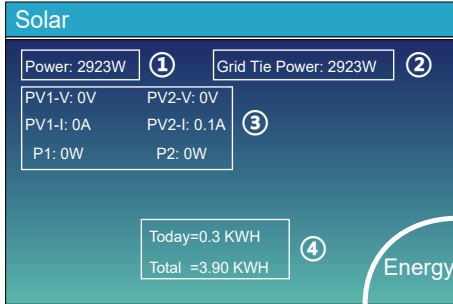 Solar
Power: 2923W ① Grid Tie Power: 2923W ②
PV1-V: 0V PV2-V: 0V
PV1-I: 0A PV2-I: 0.1A ③
P1: 0W P2: 0W
Today=0.3 KWH
④
Total =3.90 KWH
Energy